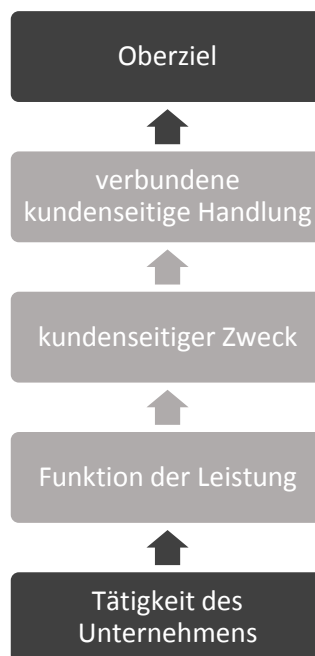 Oberziel
verbundene
kundenseitige Handlung
kundenseitiger Zweck
Funktion der Leistung
Tätigkeit des
Unternehmens